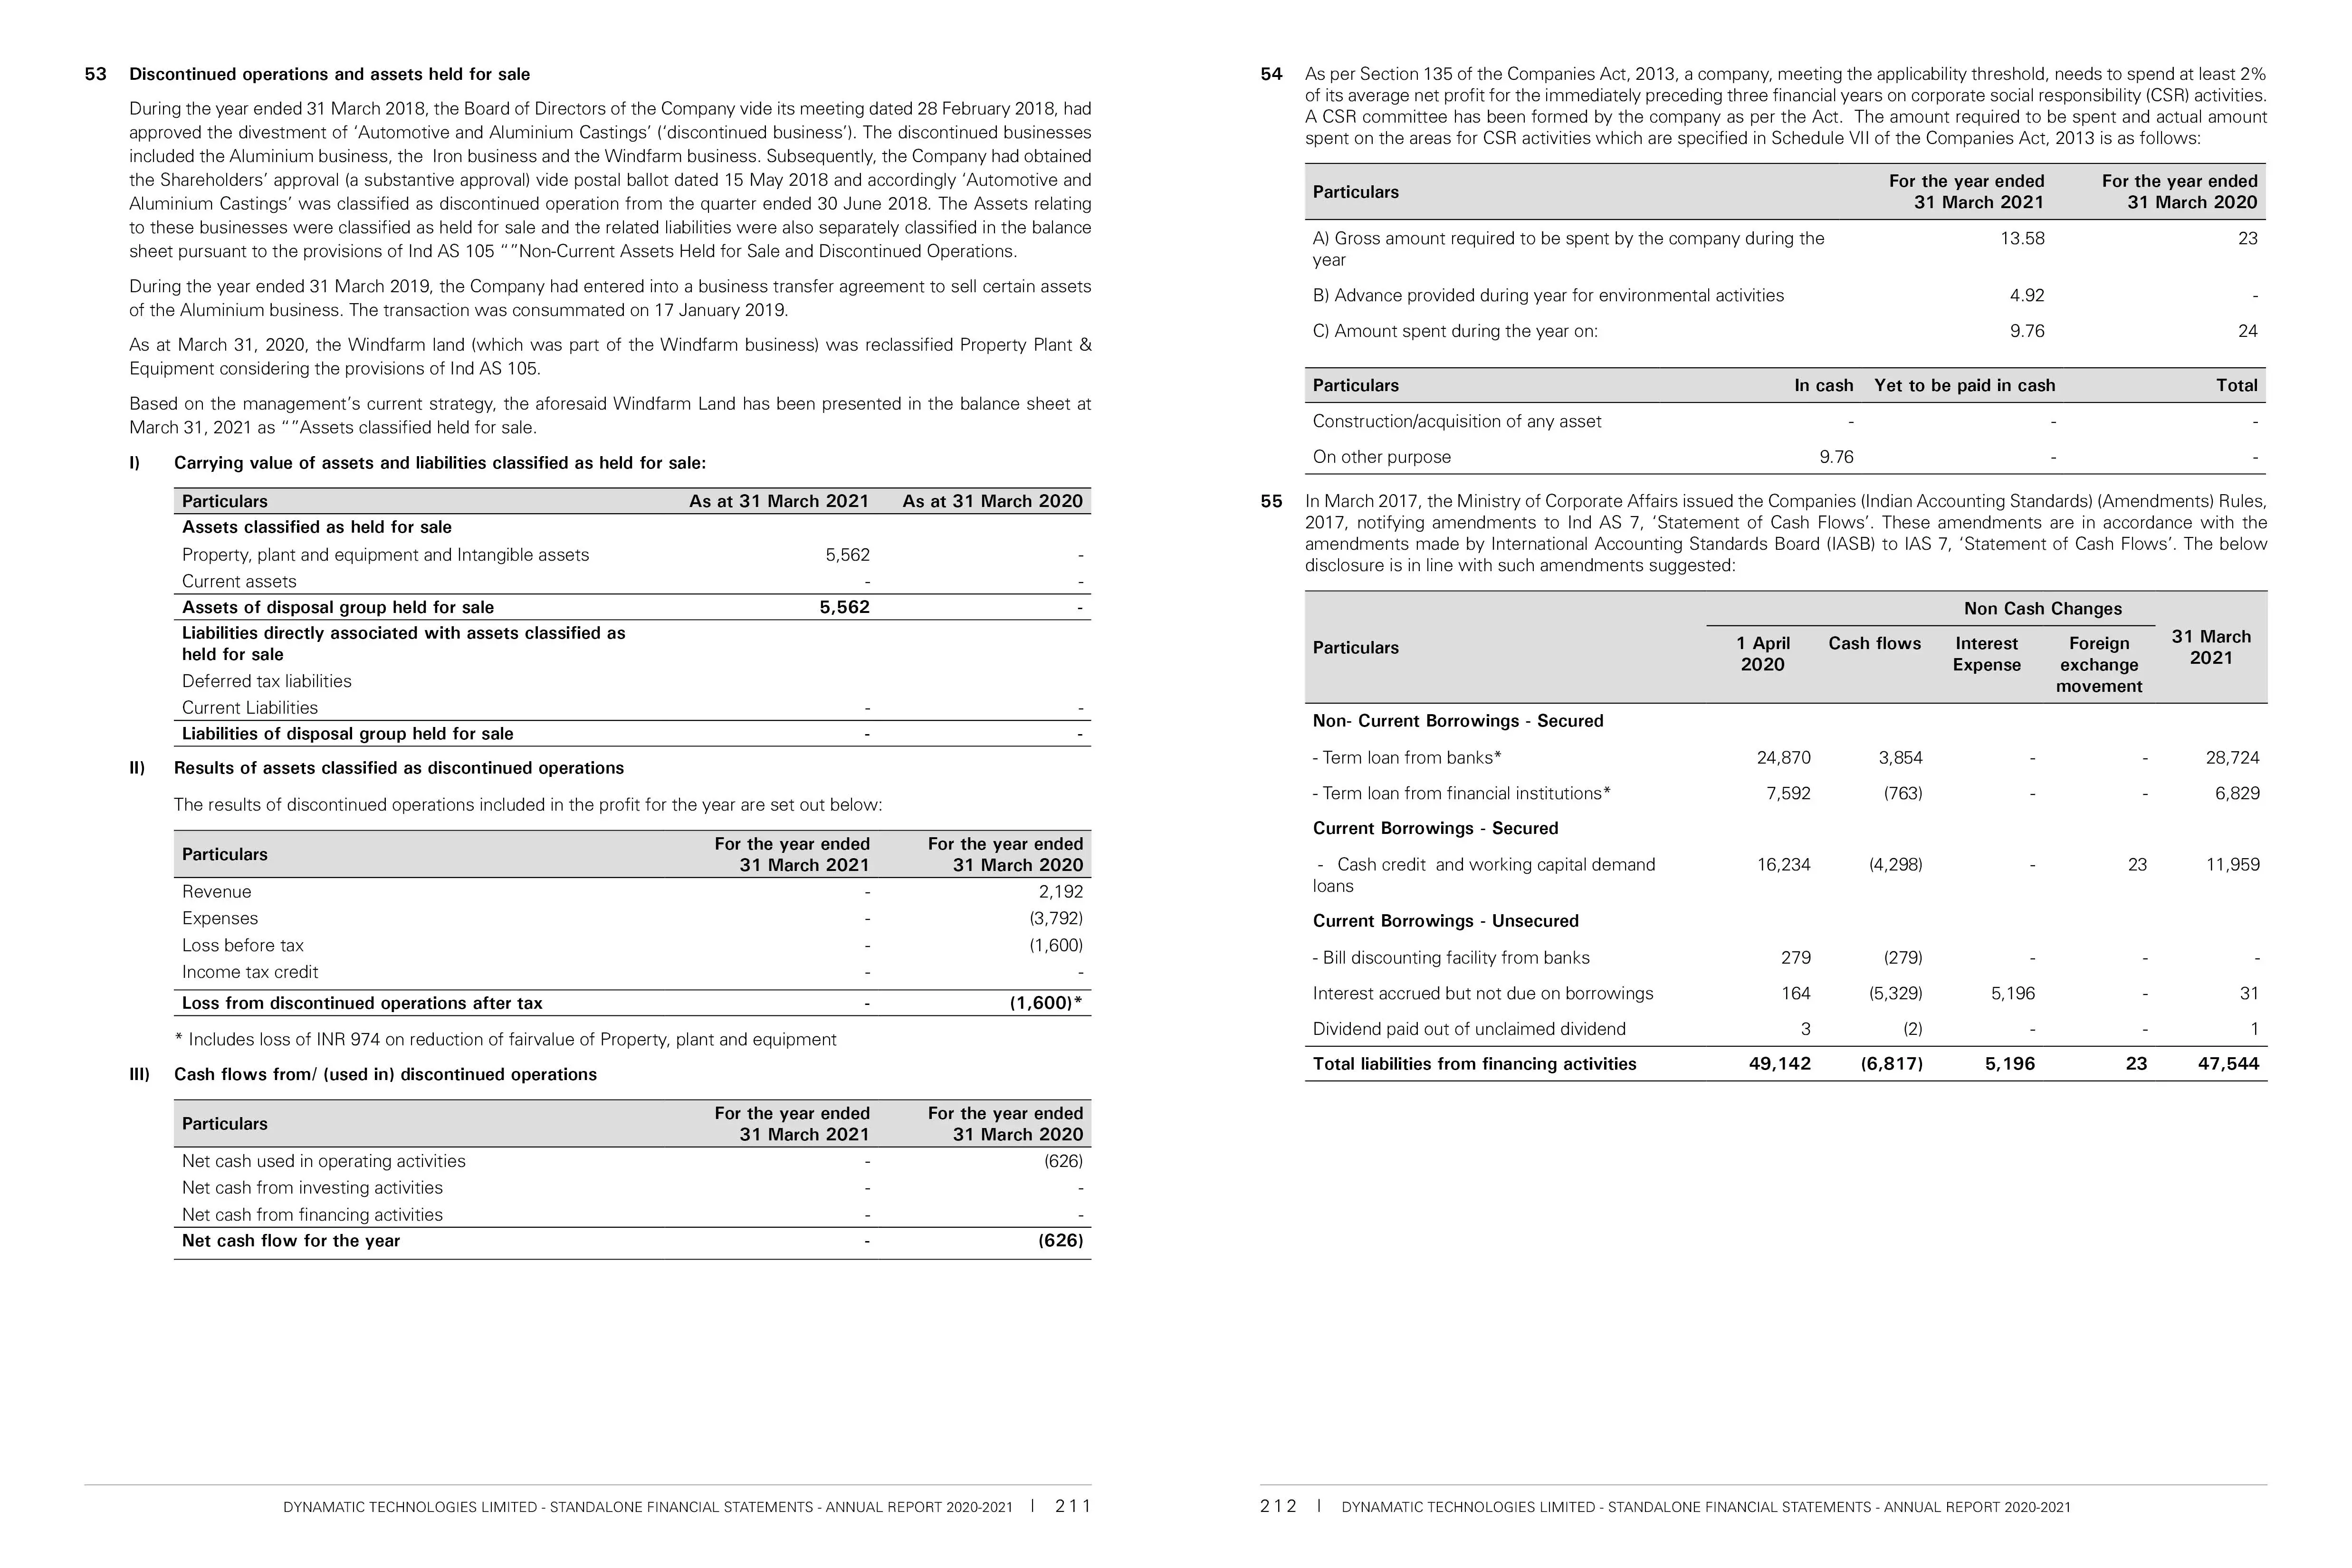 53 Discontinued operations and assets held for sale
During the year ended 31 March 2018, the Board of Directors of the Company vide its meeting dated 28 February 2018, had
approved the divestment of ‘Automotive and Aluminium Castings’ (‘discontinued business’). The discontinued businesses
included the Aluminium business, the Iron business and the Windfarm business. Subsequently, the Company had obtained
the Shareholders’ approval (a substantive approval) vide postal ballot dated 15 May 2018 and accordingly ‘Automotive and
Aluminium Castings’ was classified as discontinued operation from the quarter ended 30 June 2018. The Assets relating
to these businesses were classified as held for sale and the related liabilities were also separately classified in the balance
sheet pursuant to the provisions of Ind AS 105 “”Non-Current Assets Held for Sale and Discontinued Operations.
During the year ended 31 March 2019, the Company had entered into a business transfer agreement to sell certain assets
of the Aluminium business. The transaction was consummated on 17 January 2019.
As at March 31, 2020, the Windfarm land (which was part of the Windfarm business) was reclassified Property Plant &
Equipment considering the provisions of Ind AS 105.
Based on the management’s current strategy, the aforesaid Windfarm Land has been presented in the balance sheet at
March 31, 2021 as “”Assets classified held for sale.
I) Carrying value of assets and liabilities classified as held for sale:
Particulars As at 31 March 2021 As at 31 March 2020
Assets classified as held for sale
Property, plant and equipment and Intangible assets 5,562 -
Current assets - -
Assets of disposal group held for sale 5,562 -
Liabilities directly associated with assets classified as
held for sale
Deferred tax liabilities
Current Liabilities - -
Liabilities of disposal group held for sale - -
II) Results of assets classified as discontinued operations
The results of discontinued operations included in the profit for the year are set out below:
Particulars For the year ended For the year ended
31 March 2021 31 March 2020
Revenue - 2,192
Expenses - (3,792)
Loss before tax - (1,600)
Income tax credit - -
Loss from discontinued operations after tax - (1,600)*
* Includes loss of INR 974 on reduction of fairvalue of Property, plant and equipment
III) Cash flows from/ (used in) discontinued operations
Particulars For the year ended For the year ended
31 March 2021 31 March 2020
Net cash used in operating activities - (626)
Net cash from investing activities - -
Net cash from financing activities - -
Net cash flow for the year - (626)
DYNAMATIC TECHNOLOGIES LIMITED - STANDALONE FINANCIAL STATEMENTS - ANNUAL REPORT 2020-2021 | 211
54 As per Section 135 of the Companies Act, 2013, a company, meeting the applicability threshold, needs to spend at least 2%
of its average net profit for the immediately preceding three financial years on corporate social responsibility (CSR) activities.
A CSR committee has been formed by the company as per the Act. The amount required to be spent and actual amount
spent on the areas for CSR activities which are specified in Schedule VII of the Companies Act, 2013 is as follows:
Particulars For the year ended For the year ended
31 March 2021 31 March 2020
A) Gross amount required to be spent by the company during the 13.58 23
year
B) Advance provided during year for environmental activities 4.92 -
C) Amount spent during the year on: 9.76 24
Particulars In cash Yet to be paid in cash Total
Construction/acquisition of any asset - - -
On other purpose 9.76 - -
55 In March 2017, the Ministry of Corporate Affairs issued the Companies (Indian Accounting Standards) (Amendments) Rules,
2017, notifying amendments to Ind AS 7, ‘Statement of Cash Flows’. These amendments are in accordance with the
amendments made by International Accounting Standards Board (IASB) to IAS 7, ‘Statement of Cash Flows’. The below
disclosure is in line with such amendments suggested:
Non Cash Changes
Particulars 1 April Cash flows Interest Foreign 31 March
2020 Expense exchange 2021
movement
Non- Current Borrowings - Secured
- Term loan from banks* 24,870 3,854 - - 28,724
- Term loan from financial institutions* 7,592 (763) - - 6,829
Current Borrowings - Secured
- Cash credit and working capital demand 16,234 (4,298) - 23 11,959
loans
Current Borrowings - Unsecured
- Bill discounting facility from banks 279 (279) - - -
Interest accrued but not due on borrowings 164 (5,329) 5,196 - 31
Dividend paid out of unclaimed dividend 3 (2) - - 1
Total liabilities from financing activities 49,142 (6,817) 5,196 23 47,544
212 | DYNAMATIC TECHNOLOGIES LIMITED - STANDALONE FINANCIAL STATEMENTS - ANNUAL REPORT 2020-2021